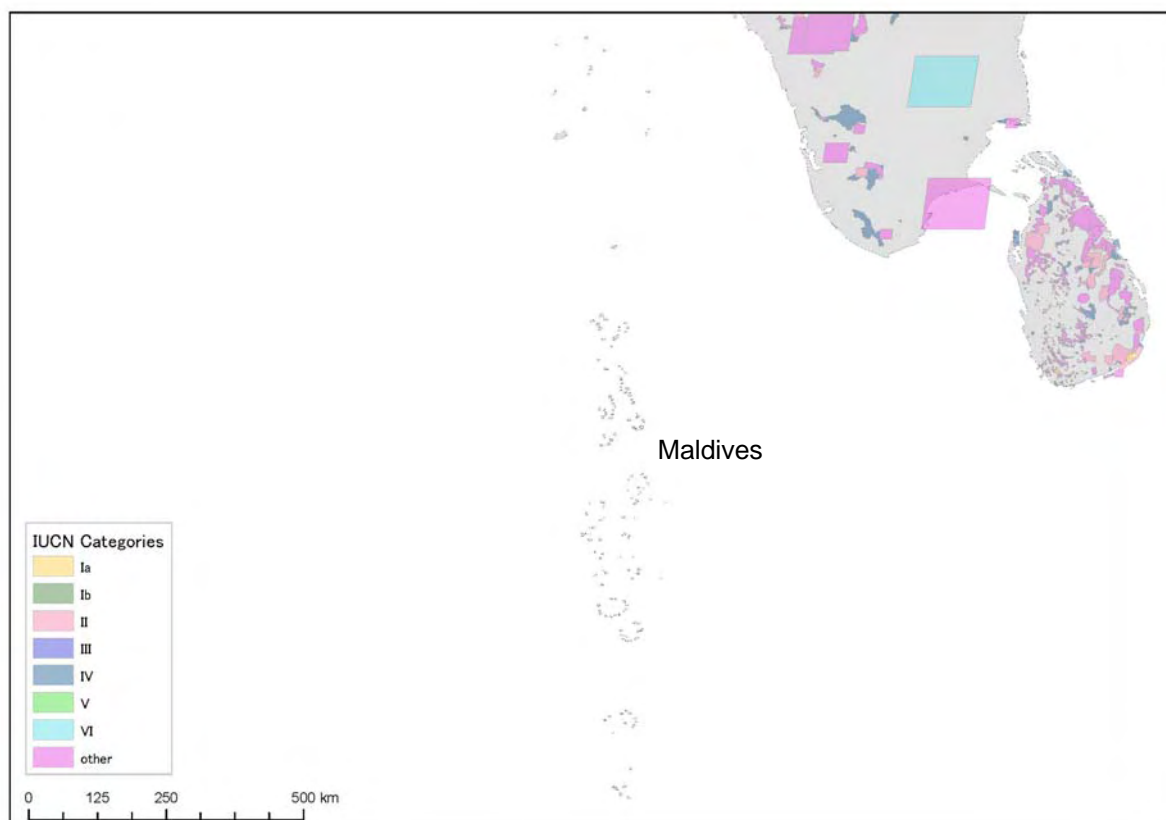 Maldives
IUCN Categories
Ia
Ib
II
III
IV
V
VI
other
0 125 250 500 km